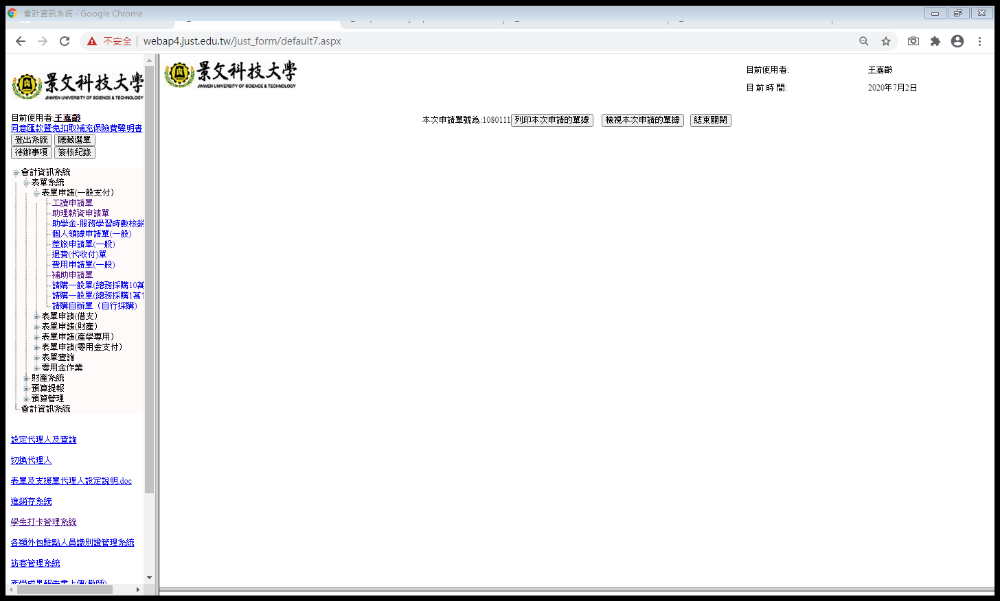 會計資訊系統 - Google Chrome
不安全 webap4.just.edu.tw/just_form/default7.aspx
景文科技大學
JINWEN UNIVERSITY OF SCIENCE & TECHNOLOGY
目前使用者:王嘉齡
同意匯款暨免扣取補充保險費聲明書
登出系統 隱藏選單
待辦事項 簽核紀錄
會計資訊系統
表單系統
表單申請(一般支付)
工讀申請單
助理薪資申請單
助學金-服務學習時數核銷
個人領據申請單(一般)
差旅申請單(一般)
退費(代收付)單
費用申請單(一般)
補助申請單
請購一般單(總務採購10萬
請購一般單(總務採購1萬
請購自辦單（自行採購)
表單申請(借支)
表單申請(財產)
表單申請(產學專用)
表單申請(零用金支付)
表單查詢
零用金作業
財產系統
預算提報
預算管理
會計資訊系統
設定代理人及查詢
切換代理人
表單及支援單代理人設定說明.doc
進銷存系統
學生打卡管理系統
各類外包駐點人員識別證管理系統
訪客管理系統
產學成果報告書上傳(教師)
景文科技大學
JINWEN UNIVERSITY OF SCIENCE & TECHNOLOGY
目前使用者: 王嘉齡
目前時間: 2020年7月2日
本次申請單號為:1080111 列印本次申請的單據 檢視本次申請的單據 結束關閉